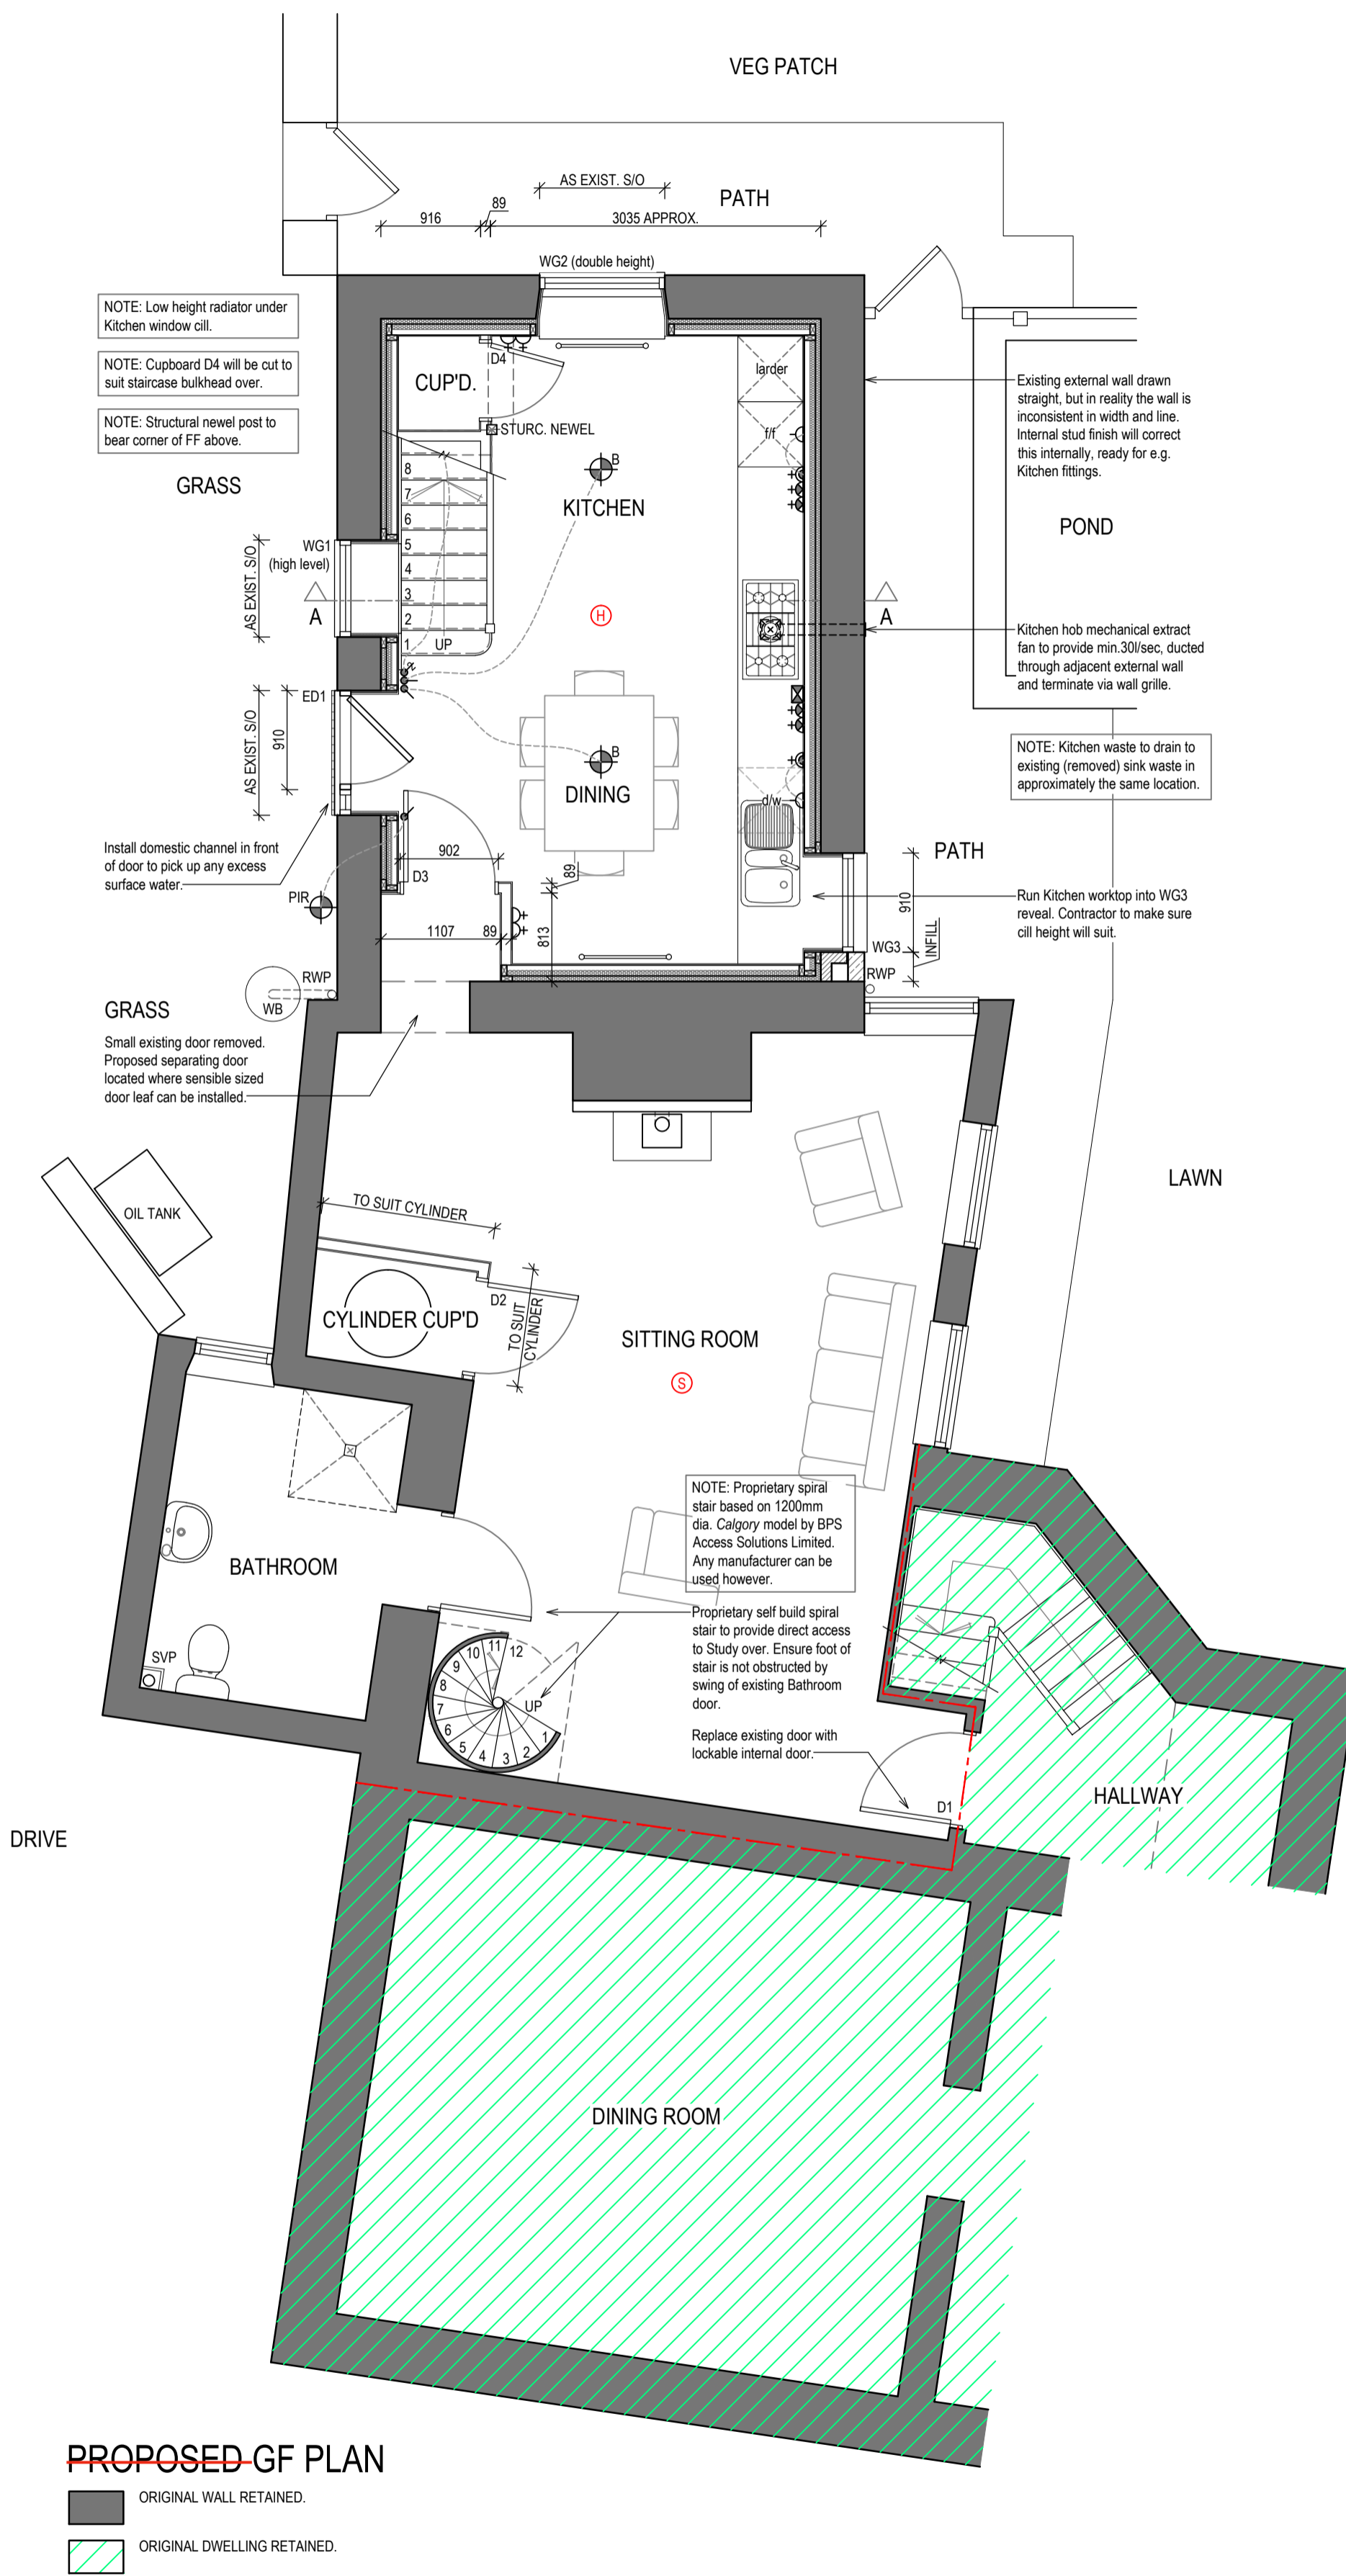 VEG PATCH
AS EXIST. S/O
PATH
916
89
3035 APPROX.
WG2 (double height)
NOTE: Low height radiator under
Kitchen window cill.
NOTE: Cupboard D4 will be cut to
suit staircase bulkhead over.
NOTE: Structural newel post to
bear corner of FF above.
GRASS
D4
CUP'D.
STURC. NEWEL
larder
f/f
B
KITCHEN
Existing external wall drawn
straight, but in reality the wall is
inconsistent in width and line.
Internal stud finish will correct
this internally, ready for e.g.
Kitchen fittings.
POND
8
7
6
5
4
3
2
1
UP
WG1
(high level)
AS EXIST. S/O
A
A
H
Kitchen hob mechanical extract
fan to provide min.30l/sec, ducted
through adjacent external wall
and terminate via wall grille.
2
ED1
AS EXIST. S/O
910
B
DINING
d/w
NOTE: Kitchen waste to drain to
existing (removed) sink waste in
approximately the same location.
Install domestic channel in front
of door to pick up any excess
surface water.
902
D3
89
PATH
910
PIR
1107
89
813
WG3
INFILL
RWP
Run Kitchen worktop into WG3
reveal. Contractor to make sure
cill height will suit.
RWP
WB
GRASS
Small existing door removed.
Proposed separating door
located where sensible sized
door leaf can be installed.
LAWN
OIL TANK
TO SUIT CYLINDER
D2
TO SUIT
CYLINDER
CYLINDER CUP'D
SITTING ROOM
S
NOTE: Proprietary spiral
stair based on 1200mm
dia. Calgory model by BPS
Access Solutions Limited.
Any manufacturer can be
used however.
BATHROOM
SVP
Proprietary self build spiral
stair to provide direct access
to Study over. Ensure foot of
stair is not obstructed by
swing of existing Bathroom
door.
12
11
10
9
8
7
6
5
4
3
2
1
UP
Replace existing door with
lockable internal door.
D1
HALLWAY
DRIVE
DINING ROOM
PROPOSED GF PLAN
ORIGINAL WALL RETAINED.
ORIGINAL DWELLING RETAINED.